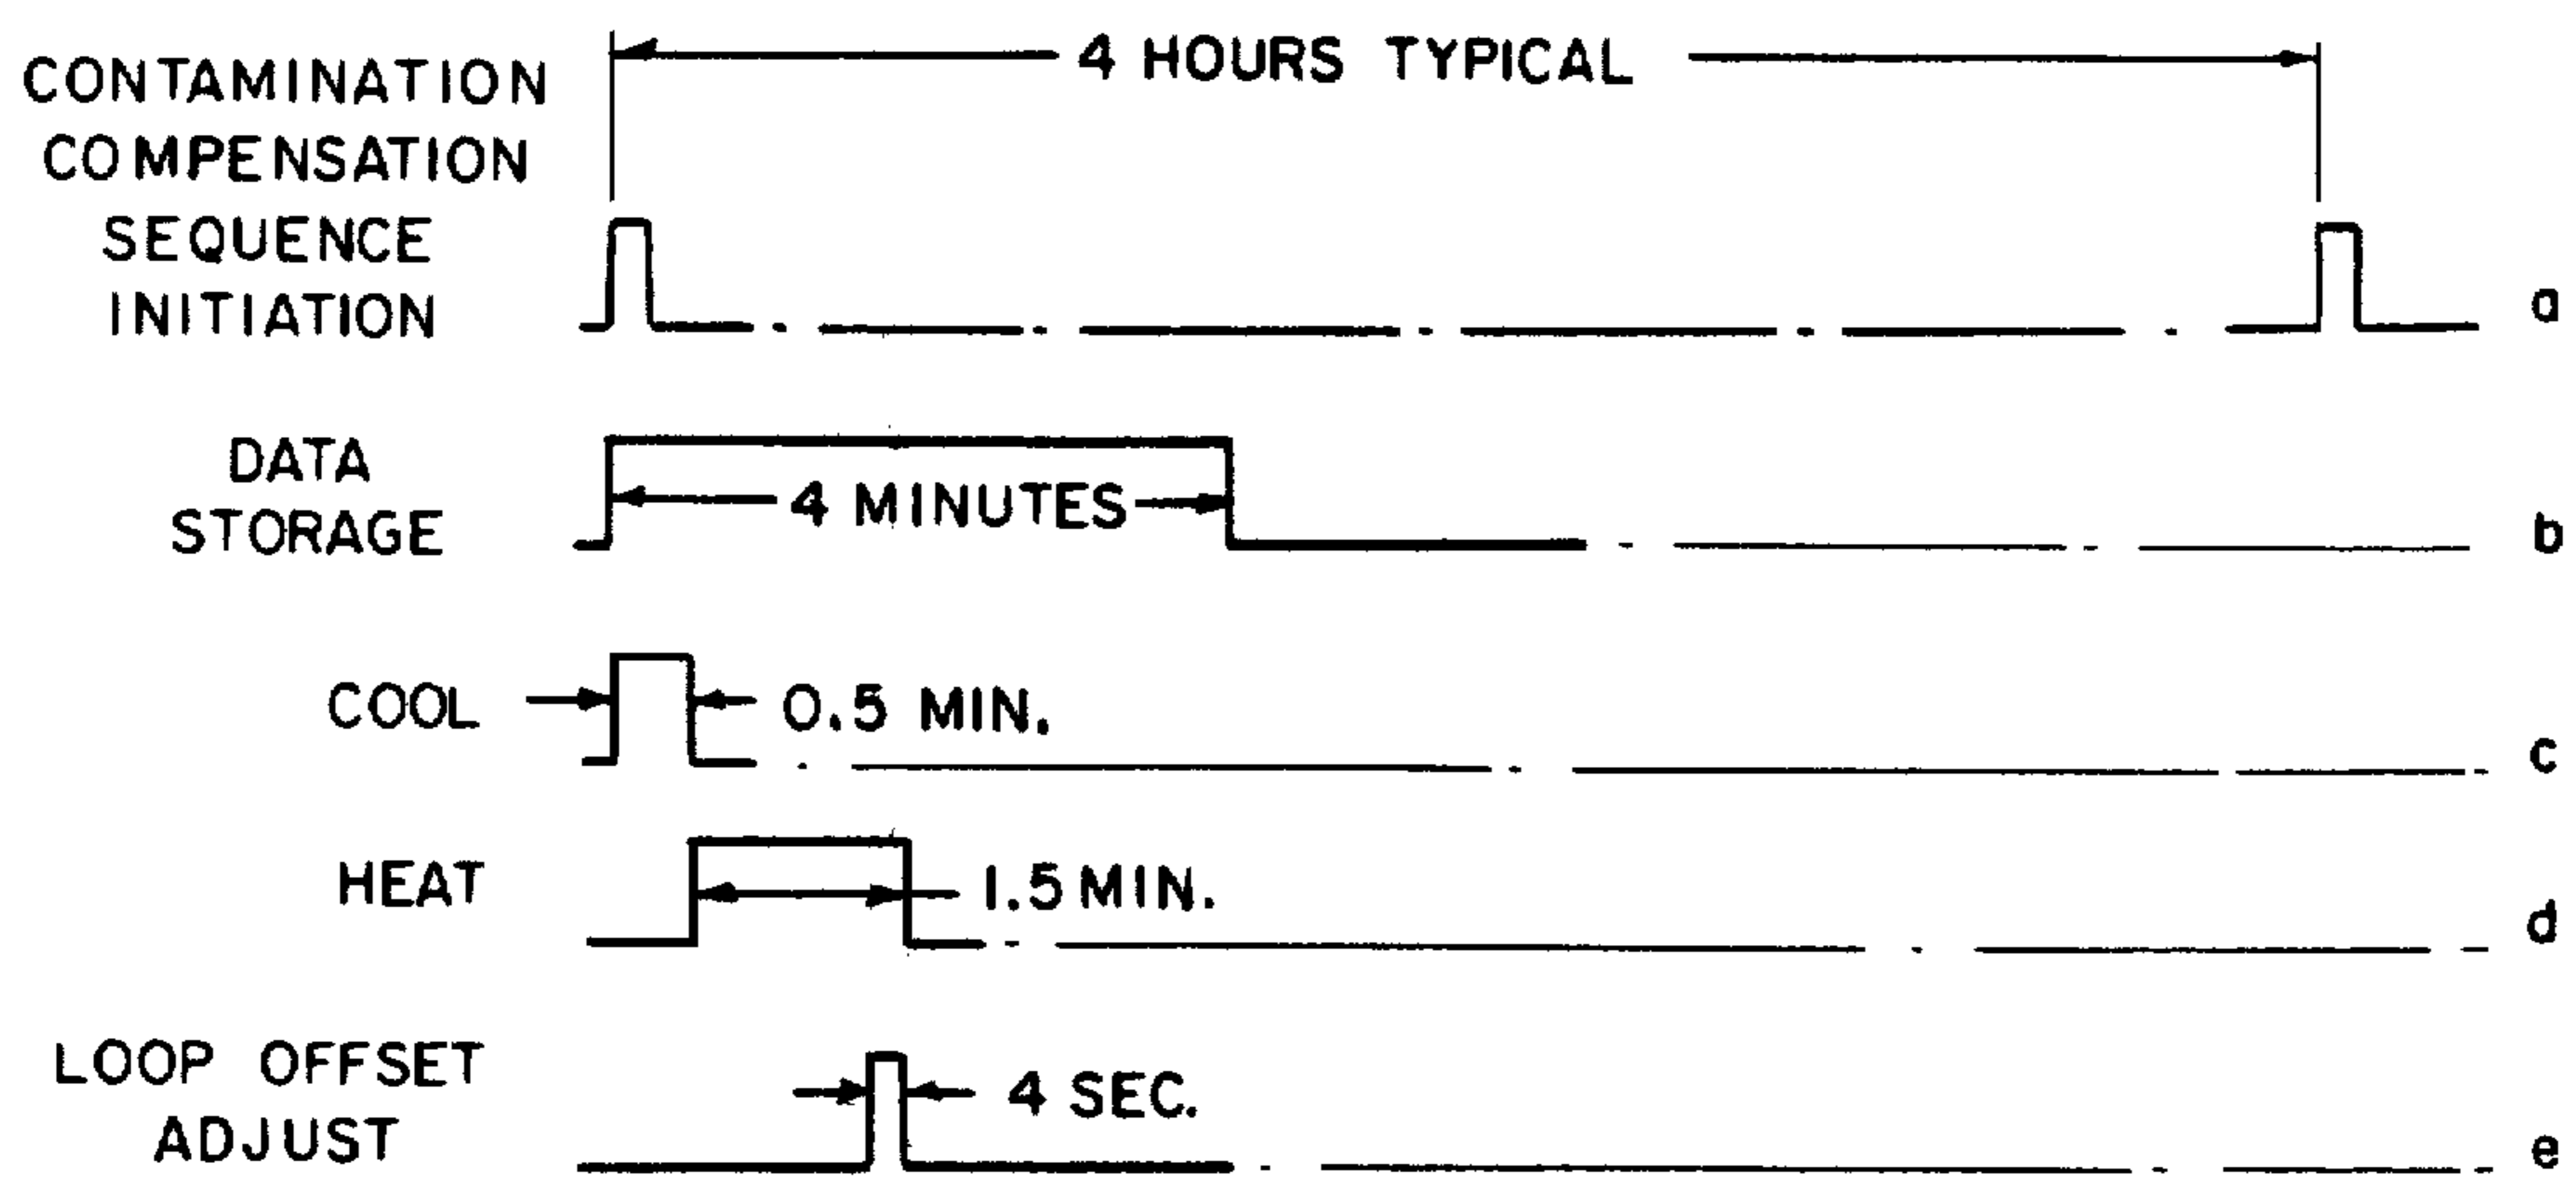 CONTAMINATION
COMPENSATION
SEQUENCE
INITIATION
4 HOURS TYPICAL
a
DATA
STORAGE
4 MINUTES
b
COOL
0.5 MIN.
c
HEAT
1.5 MIN.
d
LOOP OFFSET
ADJUST
4 SEC.
e